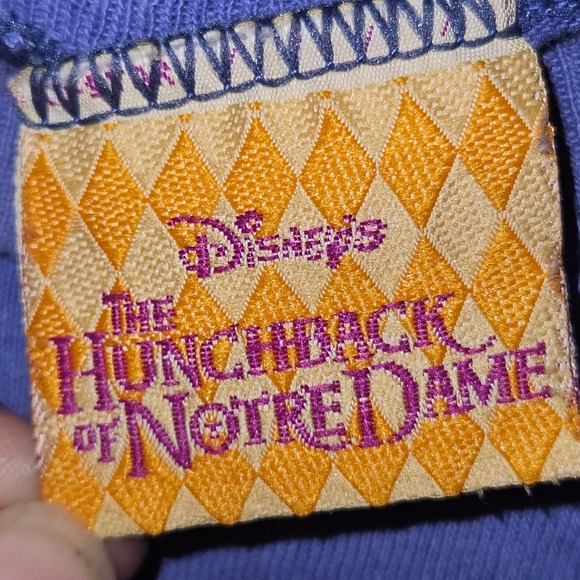 DISNEY'S
THE
HUNCHBACK
OF NOTRE DAME